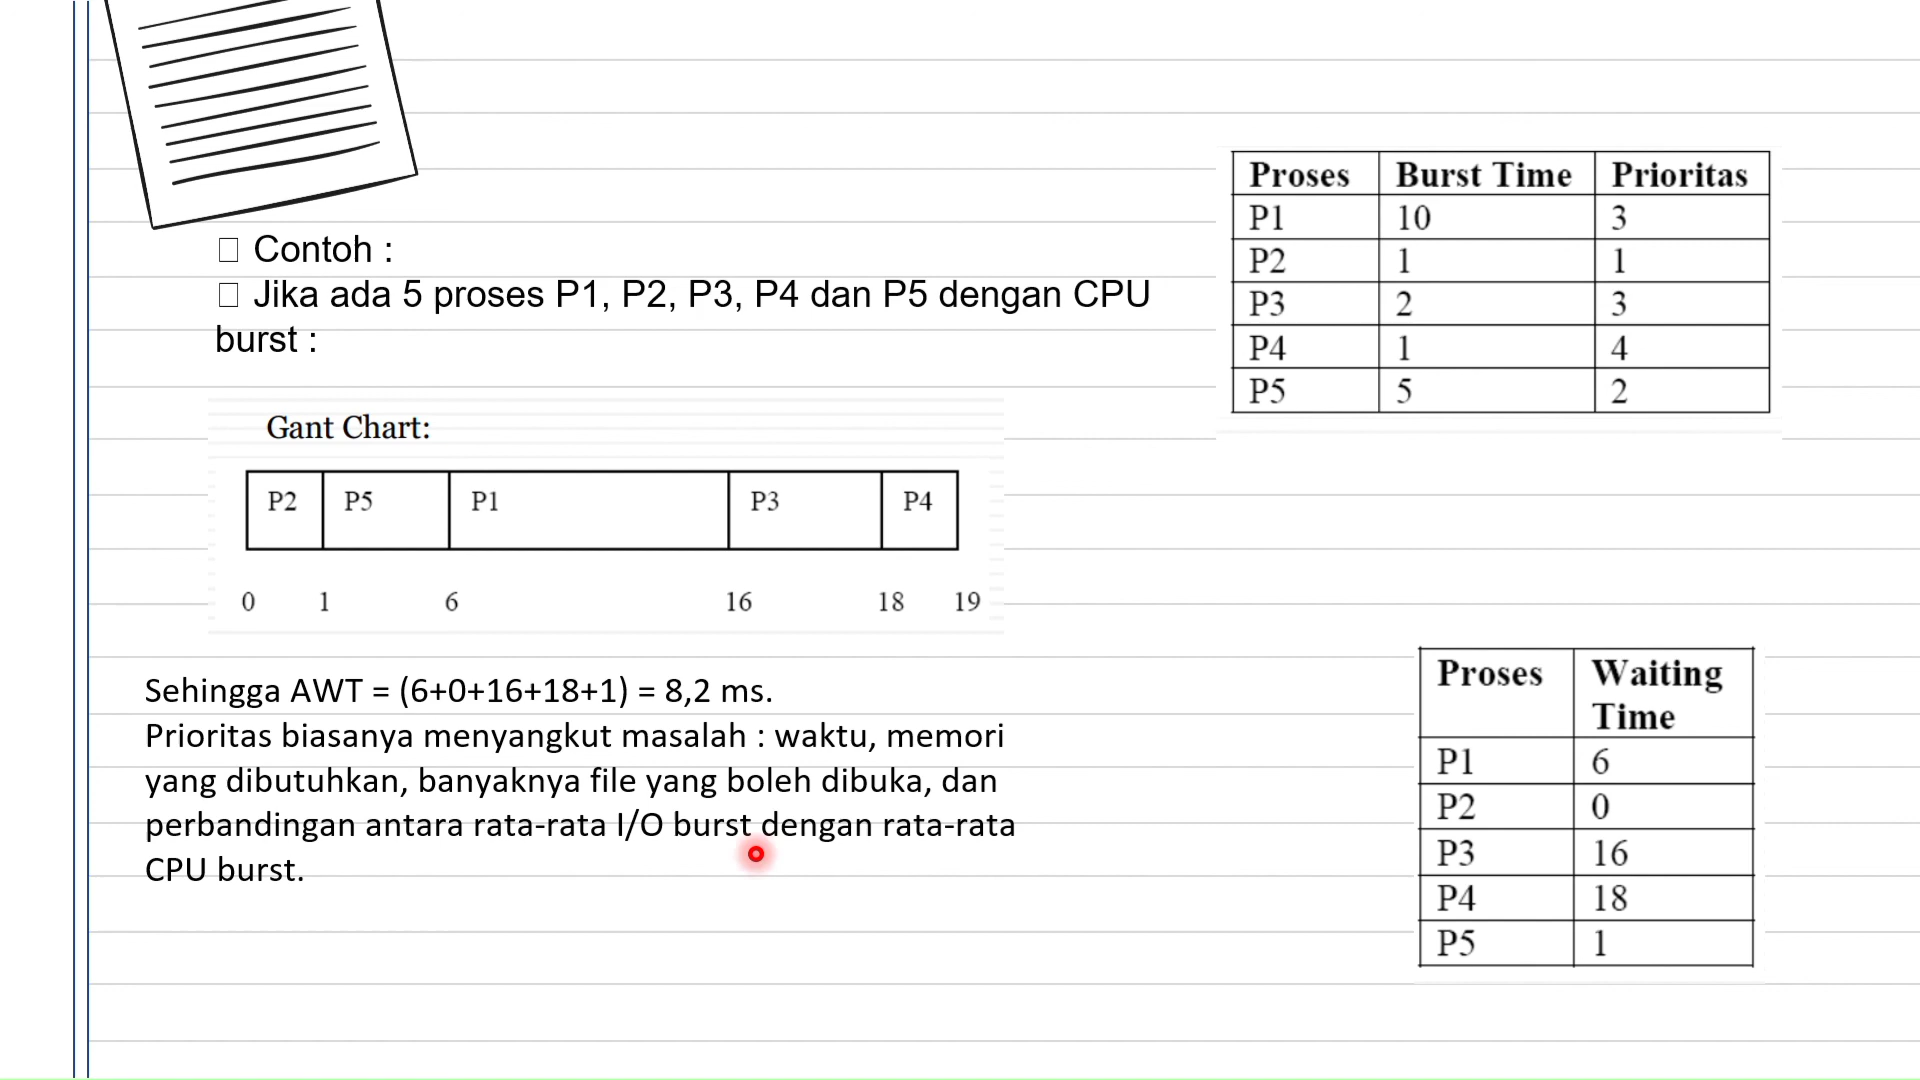 □ Contoh :
□ Jika ada 5 proses P1, P2, P3, P4 dan P5 dengan CPU
burst :
Proses Burst Time Prioritas
P1 10 3
P2 1 1
P3 2 3
P4 1 4
P5 5 2
Gant Chart:
P2 P5 P1 P3 P4
0 1 6 16 18 19
Sehingga AWT = (6+0+16+18+1) = 8,2 ms.
Prioritas biasanya menyangkut masalah : waktu, memori
yang dibutuhkan, banyaknya file yang boleh dibuka, dan
perbandingan antara rata-rata I/O burst dengan rata-rata
CPU burst.
Proses Waiting
Time
P1 6
P2 0
P3 16
P4 18
P5 1